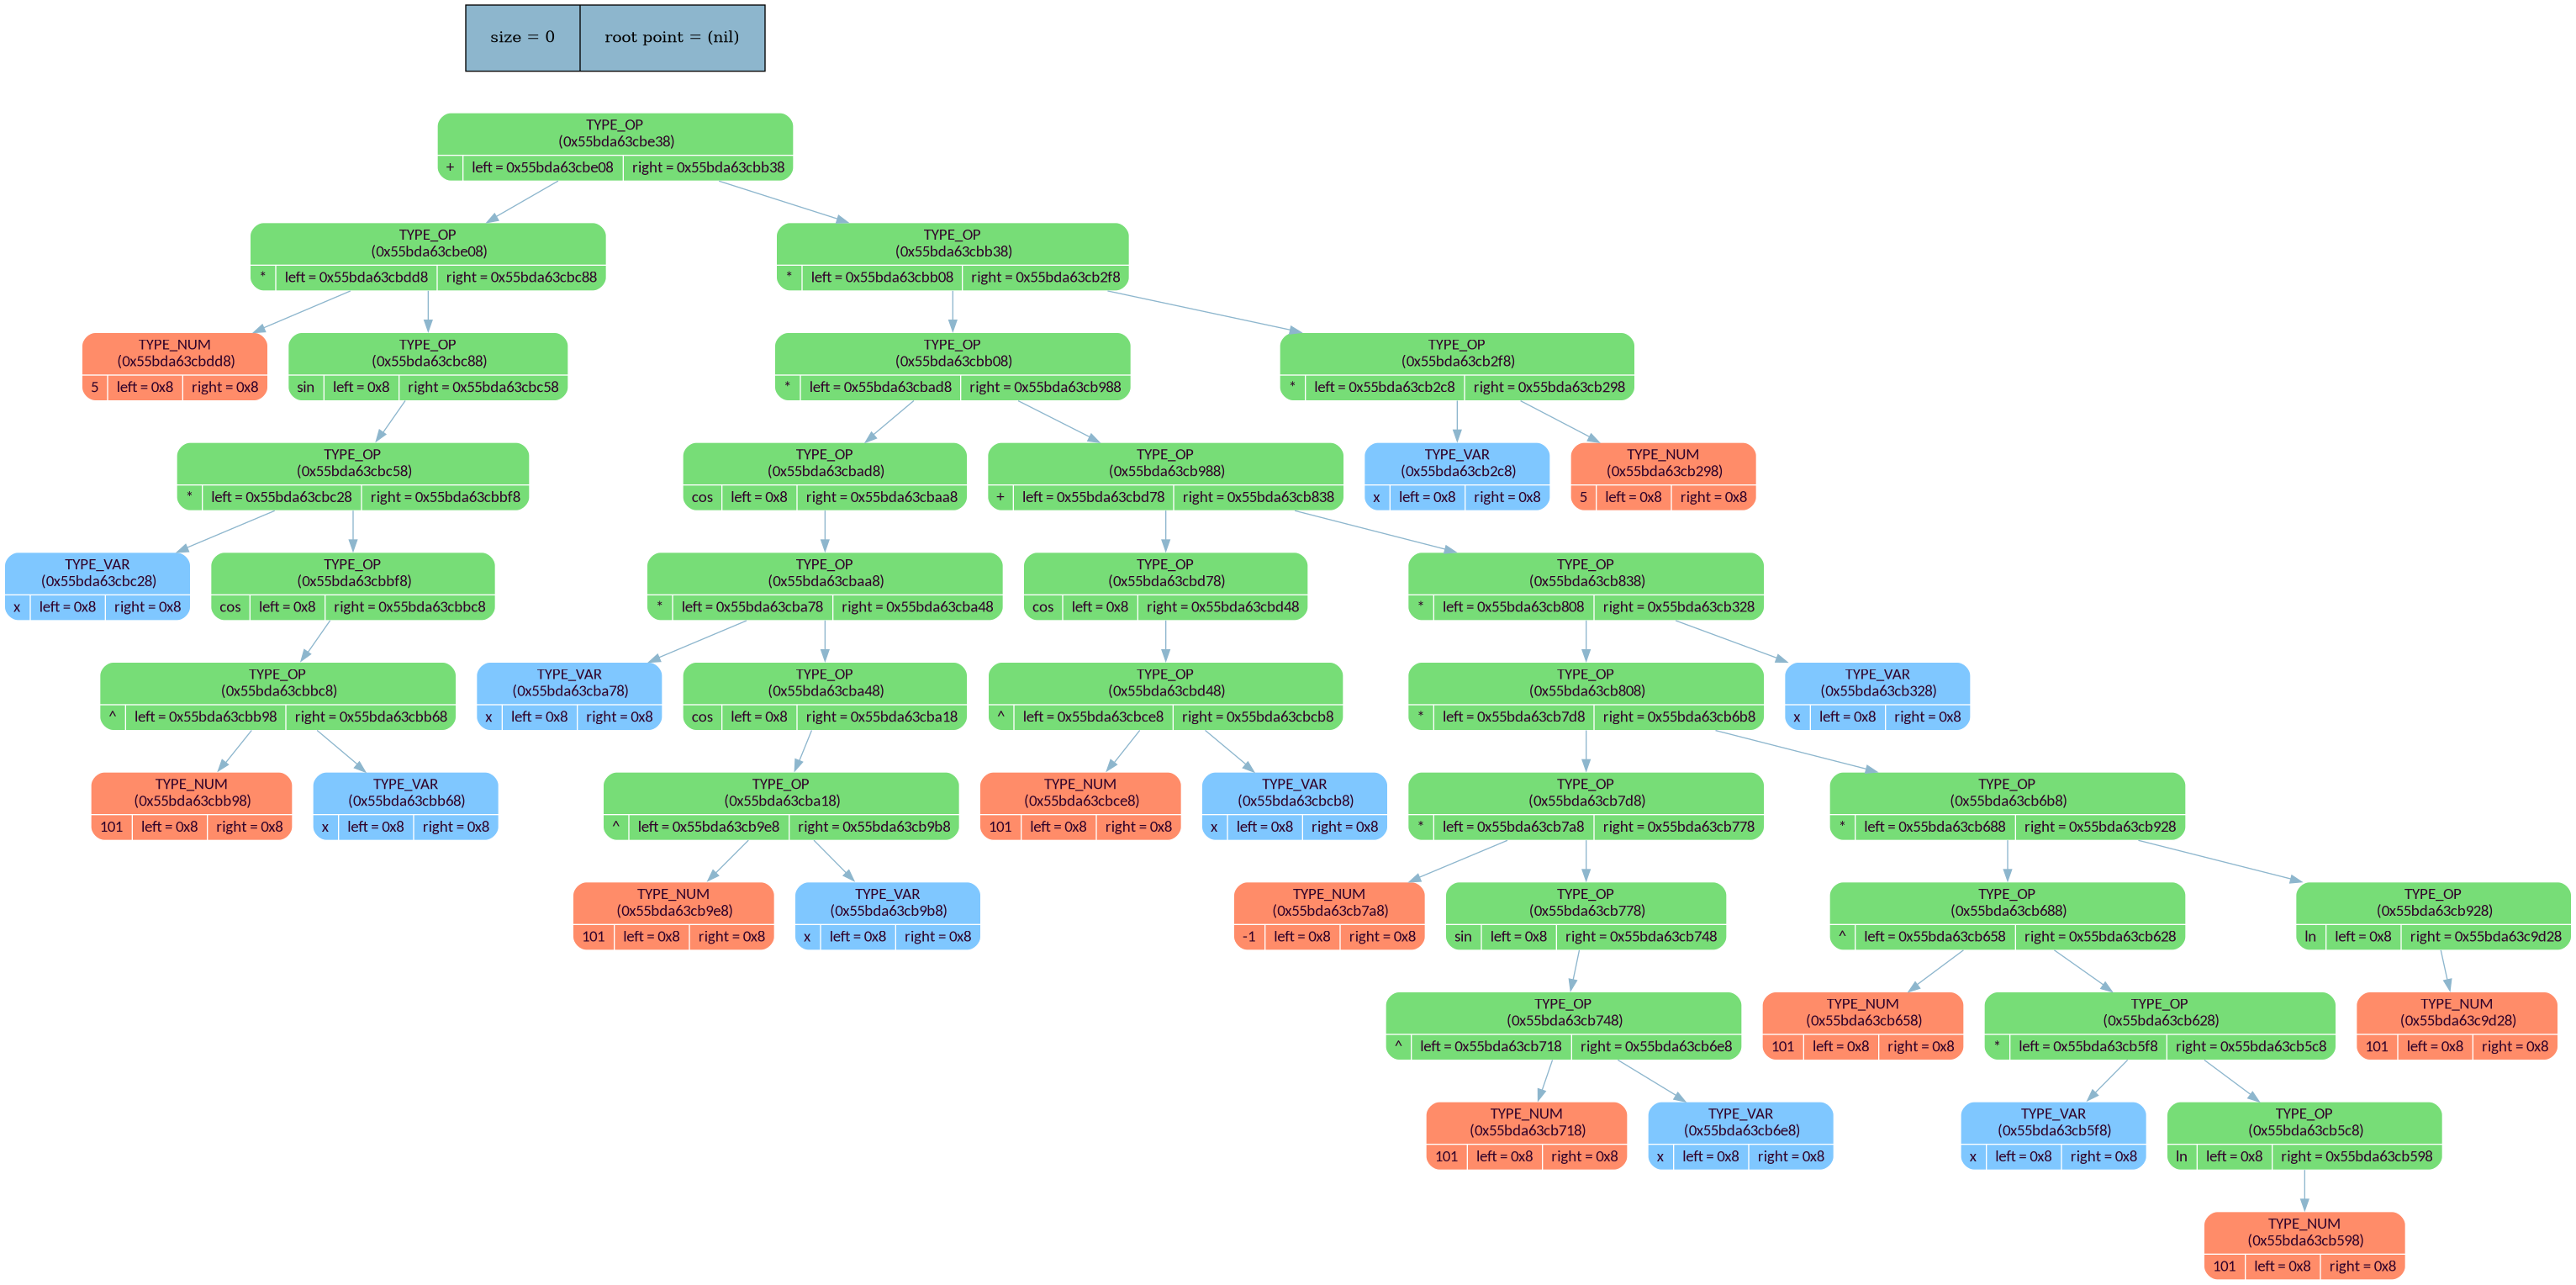 size = 0 root point = (nil)
TYPE_OP
(0x55bda63cbe38)
+ left = 0x55bda63cbe08 right = 0x55bda63cbb38
TYPE_OP
(0x55bda63cbe08)
* left = 0x55bda63cbdd8 right = 0x55bda63cbc88
TYPE_OP
(0x55bda63cbb38)
* left = 0x55bda63cbb08 right = 0x55bda63cb2f8
TYPE_NUM
(0x55bda63cbdd8)
5 left = 0x8 right = 0x8
TYPE_OP
(0x55bda63cbc88)
sin left = 0x8 right = 0x55bda63cbc58
TYPE_OP
(0x55bda63cbb08)
* left = 0x55bda63cbad8 right = 0x55bda63cb988
TYPE_OP
(0x55bda63cb2f8)
* left = 0x55bda63cb2c8 right = 0x55bda63cb298
TYPE_OP
(0x55bda63cbc58)
* left = 0x55bda63cbc28 right = 0x55bda63cbbf8
TYPE_OP
(0x55bda63cbad8)
cos left = 0x8 right = 0x55bda63cbaa8
TYPE_OP
(0x55bda63cb988)
+ left = 0x55bda63cbd78 right = 0x55bda63cb838
TYPE_VAR
(0x55bda63cb2c8)
x left = 0x8 right = 0x8
TYPE_NUM
(0x55bda63cb298)
5 left = 0x8 right = 0x8
TYPE_VAR
(0x55bda63cbc28)
x left = 0x8 right = 0x8
TYPE_OP
(0x55bda63cbbf8)
cos left = 0x8 right = 0x55bda63cbbc8
TYPE_OP
(0x55bda63cbaa8)
* left = 0x55bda63cba78 right = 0x55bda63cba48
TYPE_OP
(0x55bda63cbd78)
cos left = 0x8 right = 0x55bda63cbd48
TYPE_OP
(0x55bda63cb838)
* left = 0x55bda63cb808 right = 0x55bda63cb328
TYPE_OP
(0x55bda63cbbc8)
^ left = 0x55bda63cbb98 right = 0x55bda63cbb68
TYPE_VAR
(0x55bda63cba78)
x left = 0x8 right = 0x8
TYPE_OP
(0x55bda63cba48)
cos left = 0x8 right = 0x55bda63cba18
TYPE_OP
(0x55bda63cbd48)
^ left = 0x55bda63cbce8 right = 0x55bda63cbcb8
TYPE_OP
(0x55bda63cb808)
* left = 0x55bda63cb7d8 right = 0x55bda63cb6b8
TYPE_VAR
(0x55bda63cb328)
x left = 0x8 right = 0x8
TYPE_NUM
(0x55bda63cbb98)
101 left = 0x8 right = 0x8
TYPE_VAR
(0x55bda63cbb68)
x left = 0x8 right = 0x8
TYPE_OP
(0x55bda63cba18)
^ left = 0x55bda63cb9e8 right = 0x55bda63cb9b8
TYPE_NUM
(0x55bda63cbce8)
101 left = 0x8 right = 0x8
TYPE_VAR
(0x55bda63cbcb8)
x left = 0x8 right = 0x8
TYPE_OP
(0x55bda63cb7d8)
* left = 0x55bda63cb7a8 right = 0x55bda63cb778
TYPE_OP
(0x55bda63cb6b8)
* left = 0x55bda63cb688 right = 0x55bda63cb928
TYPE_NUM
(0x55bda63cb9e8)
101 left = 0x8 right = 0x8
TYPE_VAR
(0x55bda63cb9b8)
x left = 0x8 right = 0x8
TYPE_NUM
(0x55bda63cb7a8)
-1 left = 0x8 right = 0x8
TYPE_OP
(0x55bda63cb778)
sin left = 0x8 right = 0x55bda63cb748
TYPE_OP
(0x55bda63cb688)
^ left = 0x55bda63cb658 right = 0x55bda63cb628
TYPE_OP
(0x55bda63cb928)
ln left = 0x8 right = 0x55bda63c9d28
TYPE_OP
(0x55bda63cb748)
^ left = 0x55bda63cb718 right = 0x55bda63cb6e8
TYPE_NUM
(0x55bda63cb658)
101 left = 0x8 right = 0x8
TYPE_OP
(0x55bda63cb628)
* left = 0x55bda63cb5f8 right = 0x55bda63cb5c8
TYPE_NUM
(0x55bda63c9d28)
101 left = 0x8 right = 0x8
TYPE_NUM
(0x55bda63cb718)
101 left = 0x8 right = 0x8
TYPE_VAR
(0x55bda63cb6e8)
x left = 0x8 right = 0x8
TYPE_VAR
(0x55bda63cb5f8)
x left = 0x8 right = 0x8
TYPE_OP
(0x55bda63cb5c8)
ln left = 0x8 right = 0x55bda63cb598
TYPE_NUM
(0x55bda63cb598)
101 left = 0x8 right = 0x8